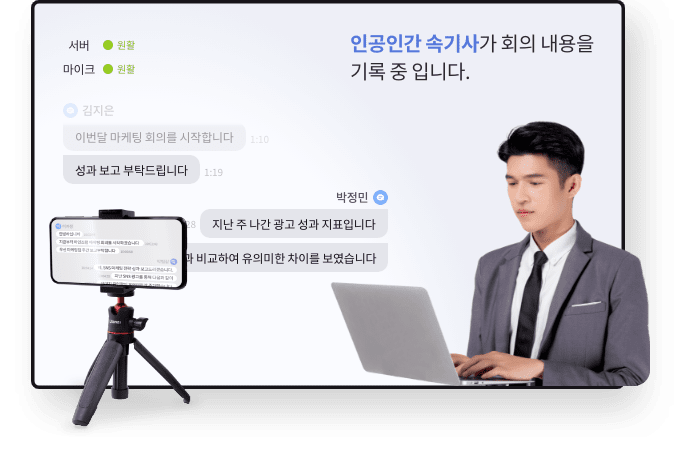 서버 원활
마이크 원활
인공인간 속기사가 회의 내용을
기록 중 입니다.
김지은
이번달 마케팅 회의를 시작합니다 1:10
성과 보고 부탁드립니다 1:19
박정민
28 지난 주 나간 광고 성과 지표입니다
과 비교하여 유의미한 차이를 보였습니다